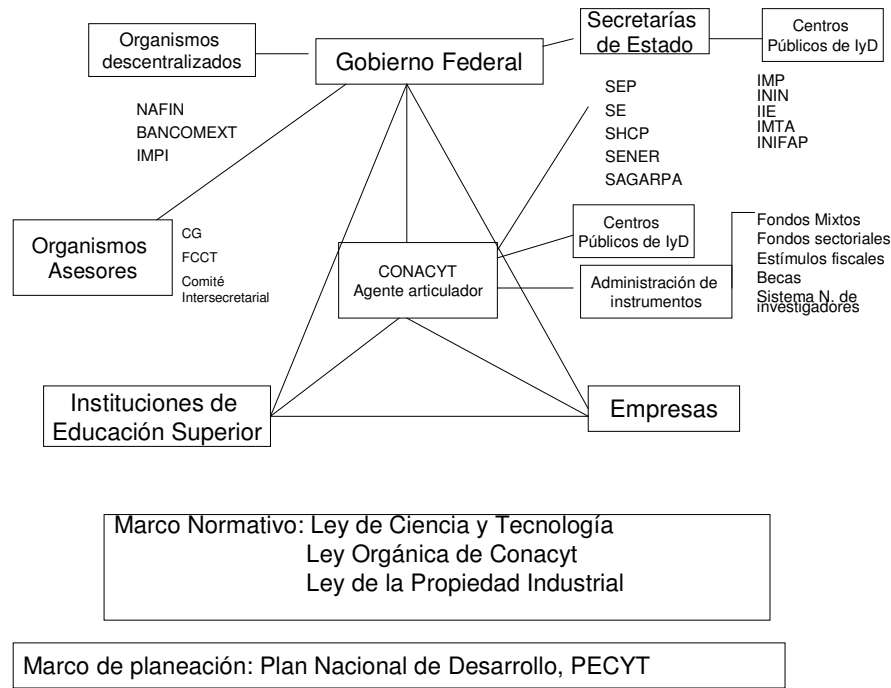 Organismos
descentralizados
Gobierno Federal
Secretarías
de Estado
Centros
Públicos de IyD
NAFIN
BANCOMEXT
IMPI
SEP
SE
SHCP
SENER
SAGARPA
IMP
ININ
IIE
IMTA
INIFAP
Organismos
Asesores
CG
FCCT
Comité
Intersecretarial
CONACYT
Agente articulador
Centros
Públicos de IyD
Administración de
instrumentos
Fondos Mixtos
Fondos sectoriales
Estímulos fiscales
Becas
Sistema N. de
investigadores
Instituciones de
Educación Superior
Empresas
Marco Normativo: Ley de Ciencia y Tecnología
Ley Orgánica de Conacyt
Ley de la Propiedad Industrial
Marco de planeación: Plan Nacional de Desarrollo, PECYT